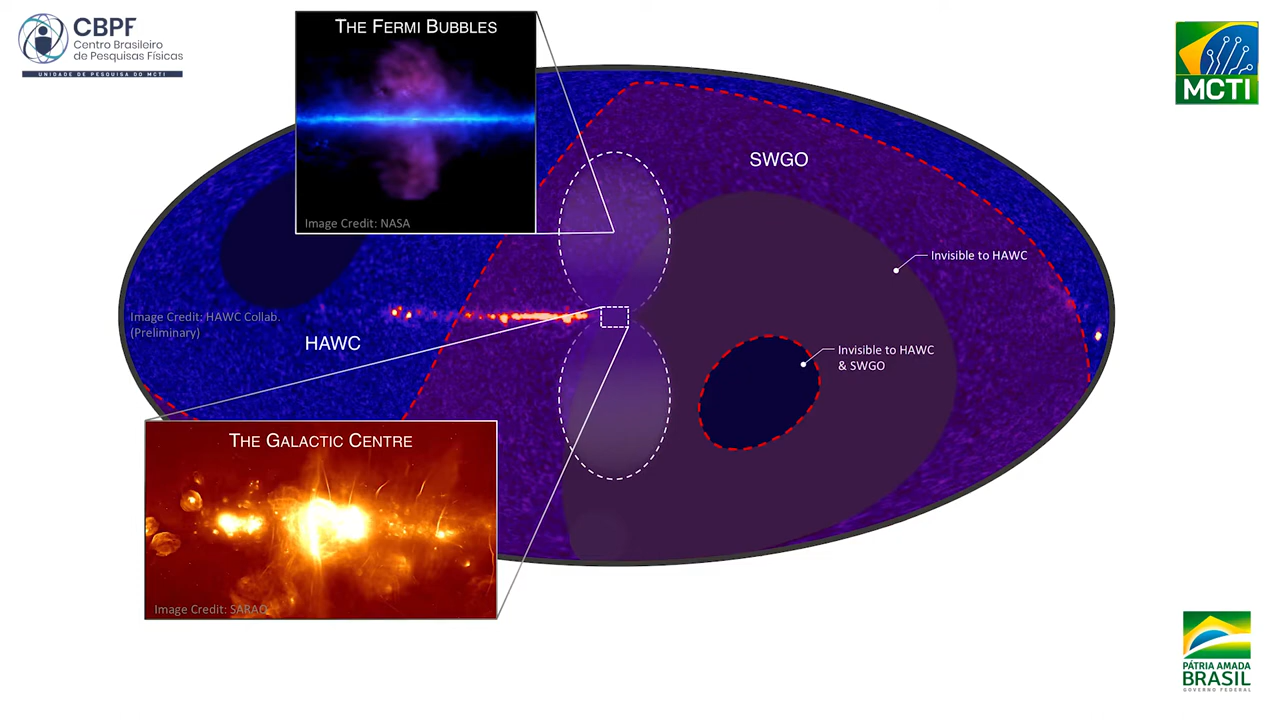 CBPF
Centro Brasileiro
de Pesquisas Físicas
UNIDADE DE PESQUISA DO MCTI
THE FERMI BUBBLES
Image Credit: NASA
MCTI
SWGO
Invisible to HAWC
Image Credit: HAWC Collab.
(Preliminary)
HAWC
Invisible to HAWC
& SWGO
THE GALACTIC CENTRE
Image Credit: SARAO
PÁTRIA AMADA
BRASIL
GOVERNO FEDERAL